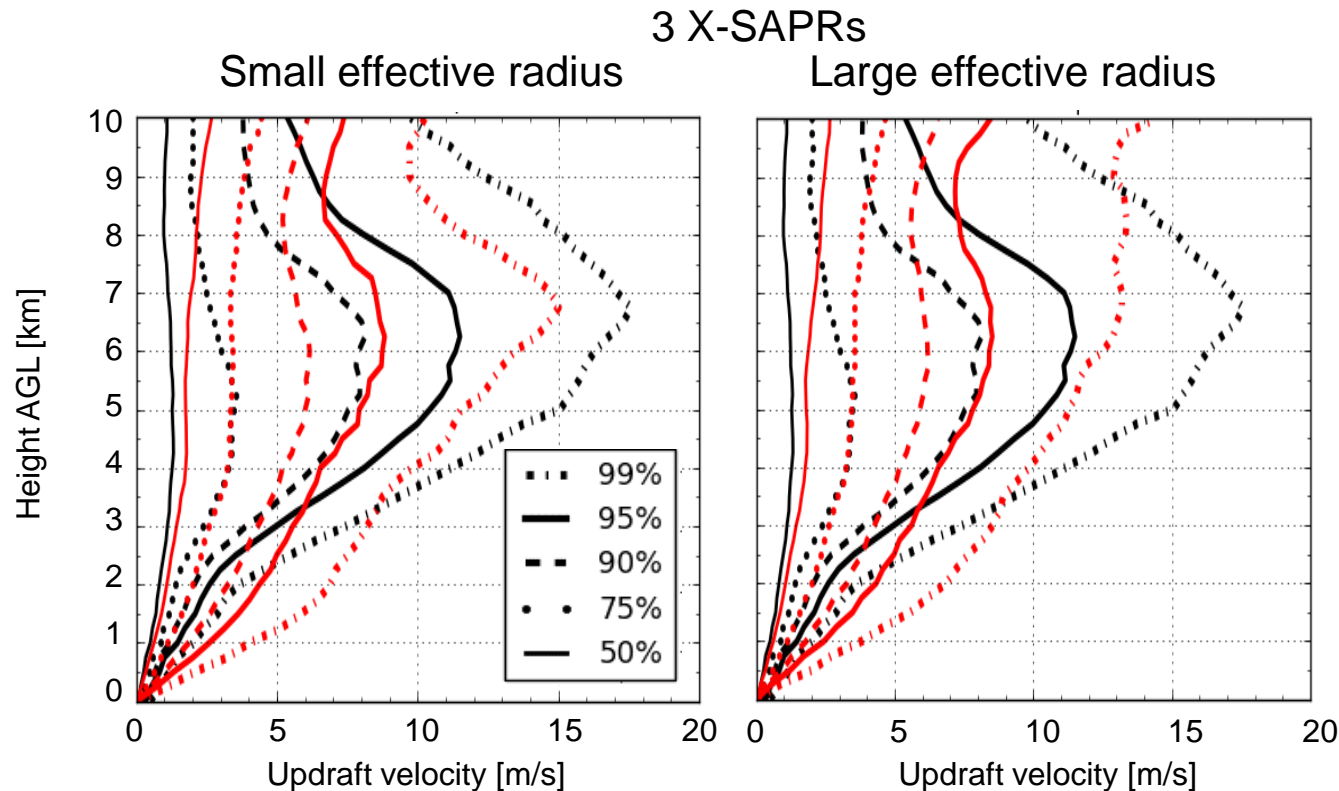 3 X-SAPRs
Small effective radius
Large effective radius
Height AGL [km]
10
9
8
7
6
5
4
3
2
1
0
99%
95%
90%
75%
50%
0 5 10 15 20
0 5 10 15 20
Updraft velocity [m/s]
Updraft velocity [m/s]